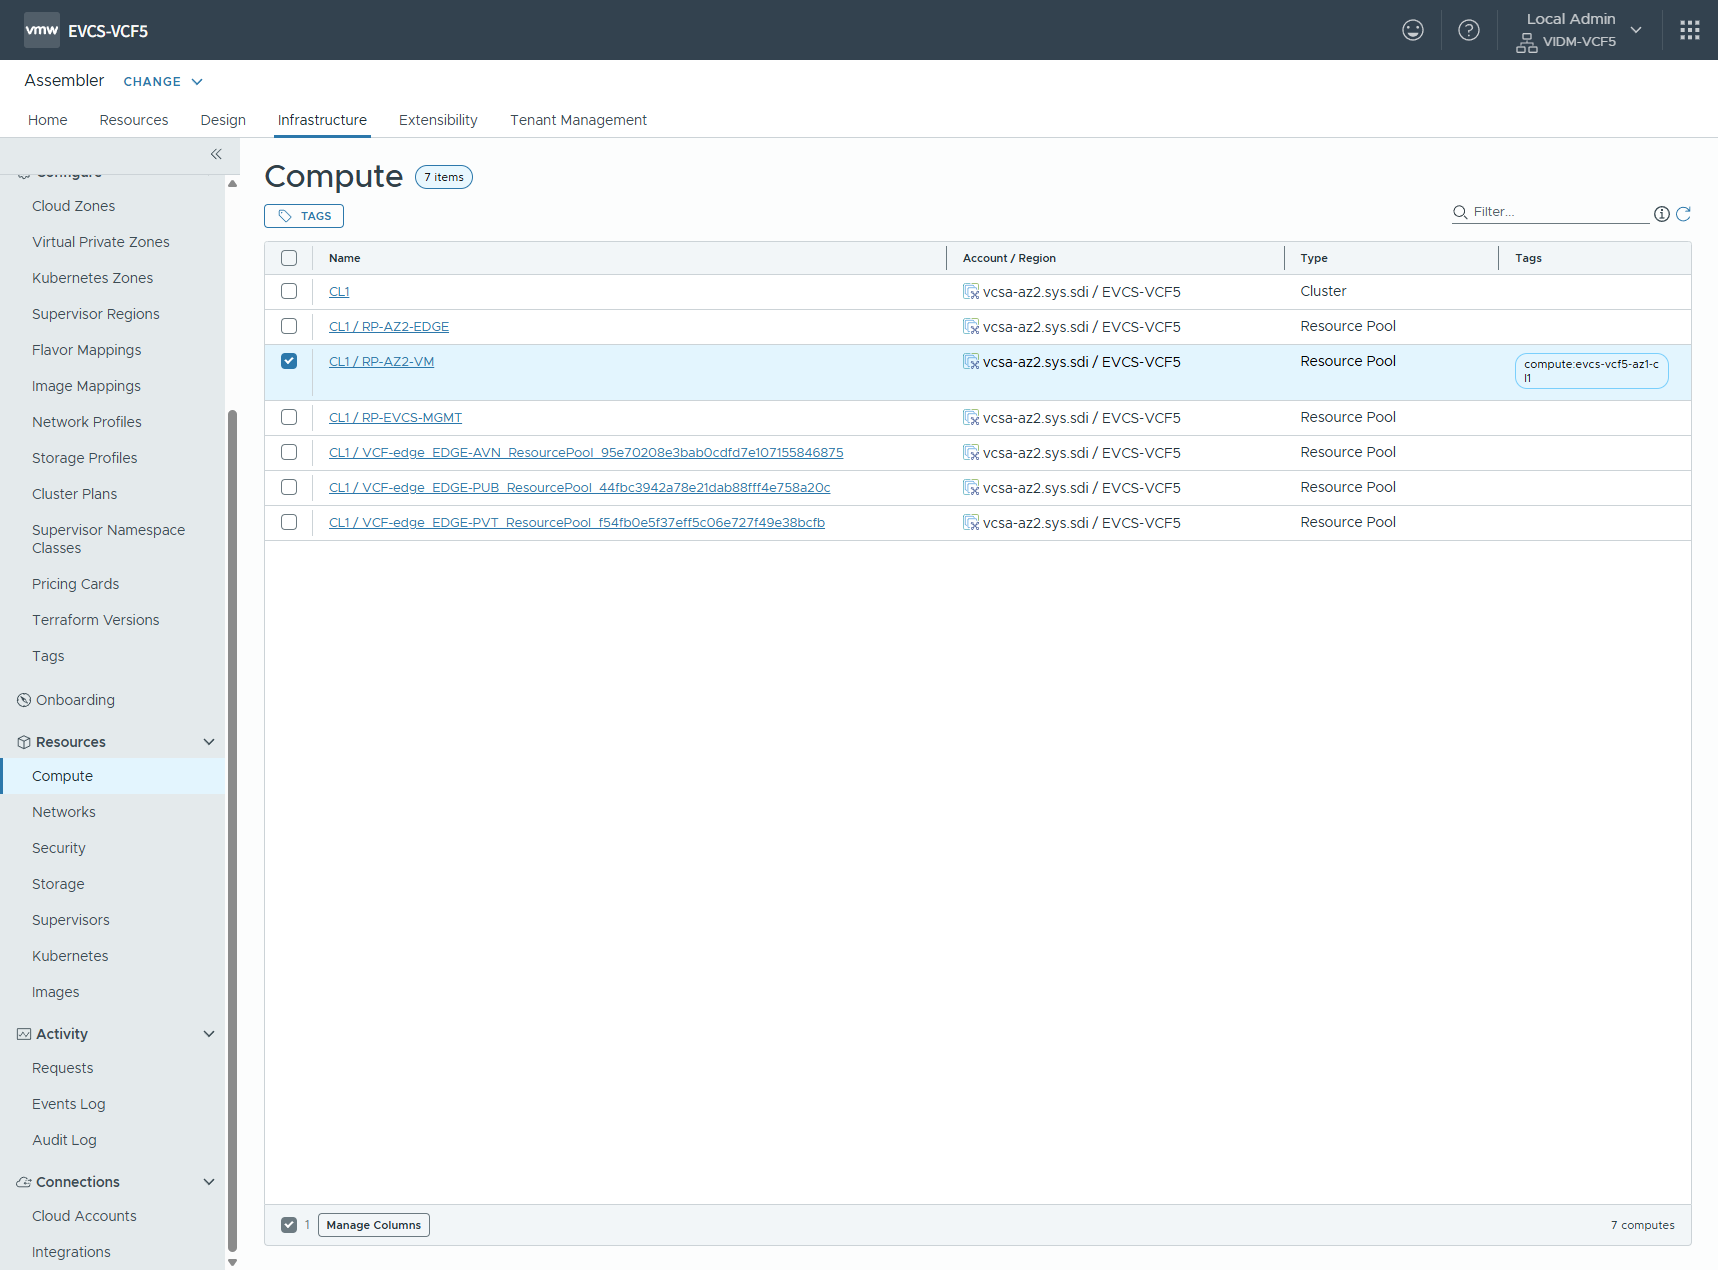 vmw EVCS-VCF5
Local Admin
VIDM-VCF5
Assembler CHANGE
Home Resources Design Infrastructure Extensibility Tenant Management
Configure
Cloud Zones
Virtual Private Zones
Kubernetes Zones
Supervisor Regions
Flavor Mappings
Image Mappings
Network Profiles
Storage Profiles
Cluster Plans
Supervisor Namespace
Classes
Pricing Cards
Terraform Versions
Tags
Onboarding
Resources
Compute
Networks
Security
Storage
Supervisors
Kubernetes
Images
Activity
Requests
Events Log
Audit Log
Connections
Cloud Accounts
Integrations
Compute 7 items
TAGS
Filter...
Name Account / Region Type Tags
CL1 vcsa-az2.sys.sdi / EVCS-VCF5 Cluster
CL1 / RP-AZ2-EDGE vcsa-az2.sys.sdi / EVCS-VCF5 Resource Pool
CL1 / RP-AZ2-VM vcsa-az2.sys.sdi / EVCS-VCF5 Resource Pool compute:evcs-vcf5-az1-c
l1
CL1 / RP-EVCS-MGMT vcsa-az2.sys.sdi / EVCS-VCF5 Resource Pool
CL1 / VCF-edge_EDGE-AVN_ResourcePool_95e70208e3bab0cdfd7e107155846875 vcsa-az2.sys.sdi / EVCS-VCF5 Resource Pool
CL1 / VCF-edge_EDGE-PUB_ResourcePool_44fbc3942a78e21dab88fff4e758a20c vcsa-az2.sys.sdi / EVCS-VCF5 Resource Pool
CL1 / VCF-edge_EDGE-PVT_ResourcePool_f54fb0e5f37eff5c06e727f49e38bcfb vcsa-az2.sys.sdi / EVCS-VCF5 Resource Pool
1 Manage Columns 7 computes